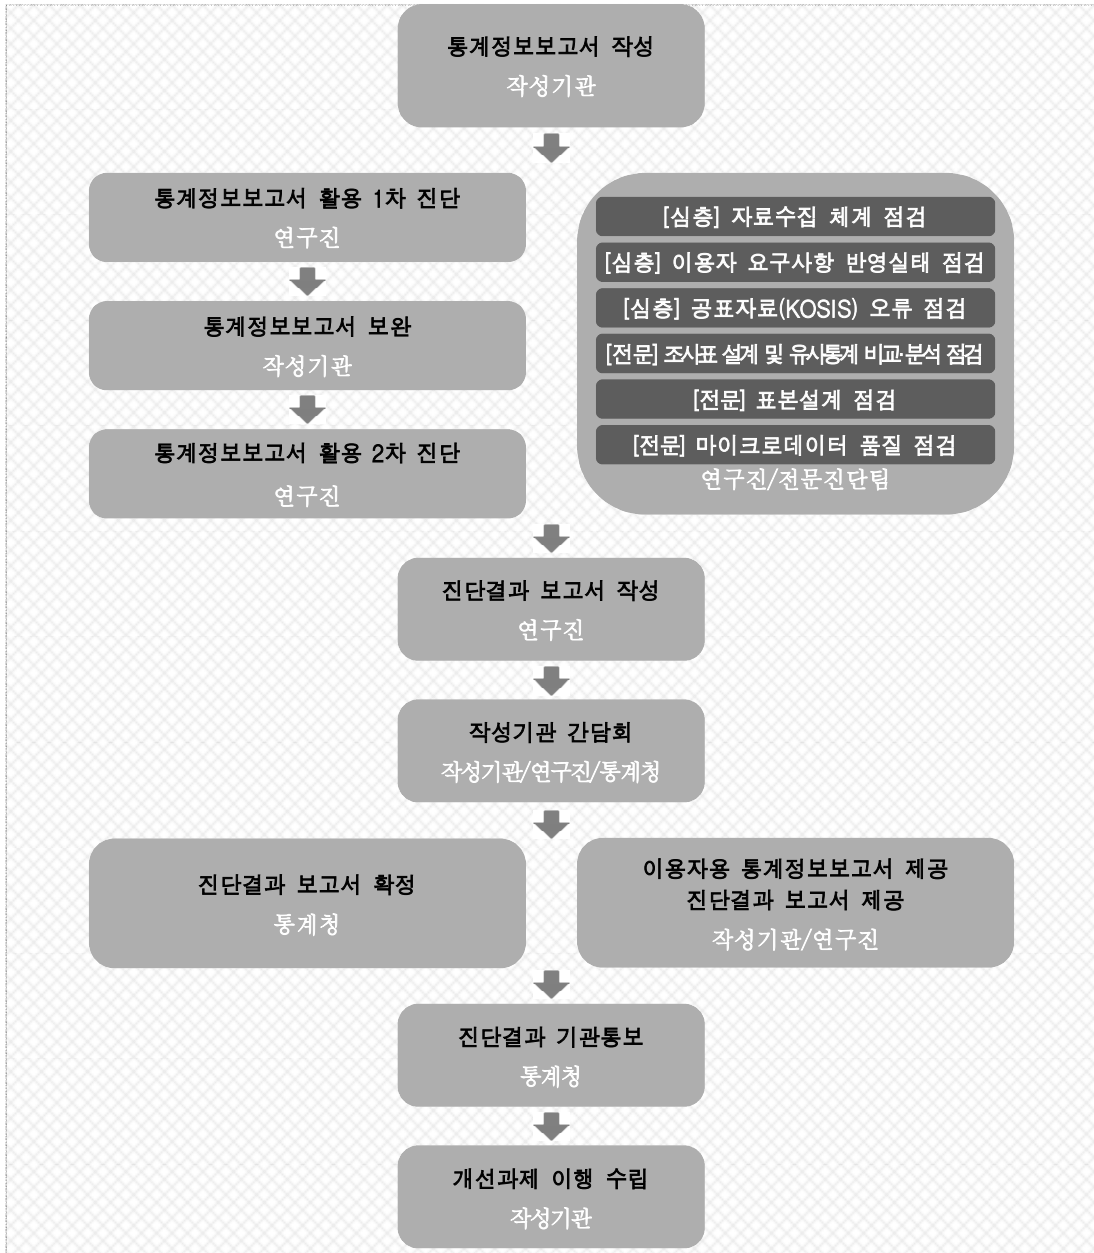 통계정보보고서 작성
작성기관
통계정보보고서 활용 1차 진단
연구진
통계정보보고서 보완
작성기관
통계정보보고서 활용 2차 진단
연구진
[심층] 자료수집 체계 점검
[심층] 이용자 요구사항 반영실태 점검
[심층] 공표자료(KOSIS) 오류 점검
[전문] 조사표 설계 및 유사통계 비교·분석 점검
[전문] 표본설계 점검
[전문] 마이크로데이터 품질 점검
연구진/전문진단팀
진단결과 보고서 작성
연구진
작성기관 간담회
작성기관/연구진/통계청
진단결과 보고서 확정
통계청
이용자용 통계정보보고서 제공
진단결과 보고서 제공
작성기관/연구진
진단결과 기관통보
통계청
개선과제 이행 수립
작성기관